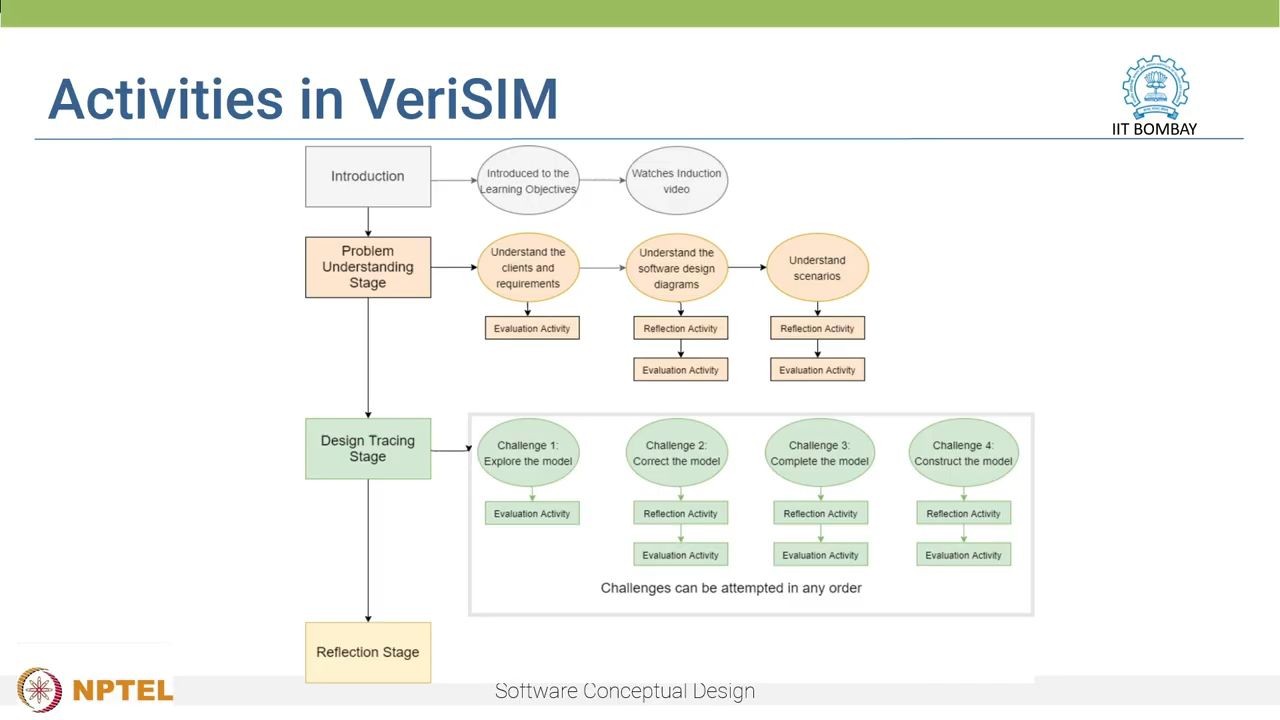 Activities in VeriSIM
IIT BOMBAY
Introduction
Introduced to the
Learning Objectives
Watches Induction
video
Problem
Understanding
Stage
Understand the
clients and
requirements
Understand the
software design
diagrams
Understand
scenarios
Evaluation Activity
Reflection Activity
Reflection Activity
Evaluation Activity
Evaluation Activity
Design Tracing
Stage
Challenge 1:
Explore the model
Challenge 2:
Correct the model
Challenge 3:
Complete the model
Challenge 4:
Construct the model
Evaluation Activity
Reflection Activity
Reflection Activity
Reflection Activity
Evaluation Activity
Evaluation Activity
Evaluation Activity
Challenges can be attempted in any order
Reflection Stage
NPTEL
Software Conceptual Design